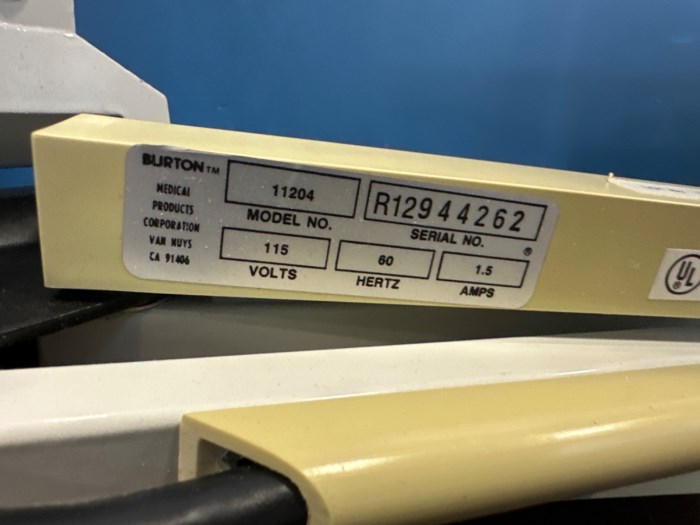 BURTON™
MEDICAL
PRODUCTS
CORPORATION
VAN NUYS
CA 91406
11204
MODEL NO.
R12944262
SERIAL NO.
115
VOLTS
60
HERTZ
1.5
AMPS
®
UL
®